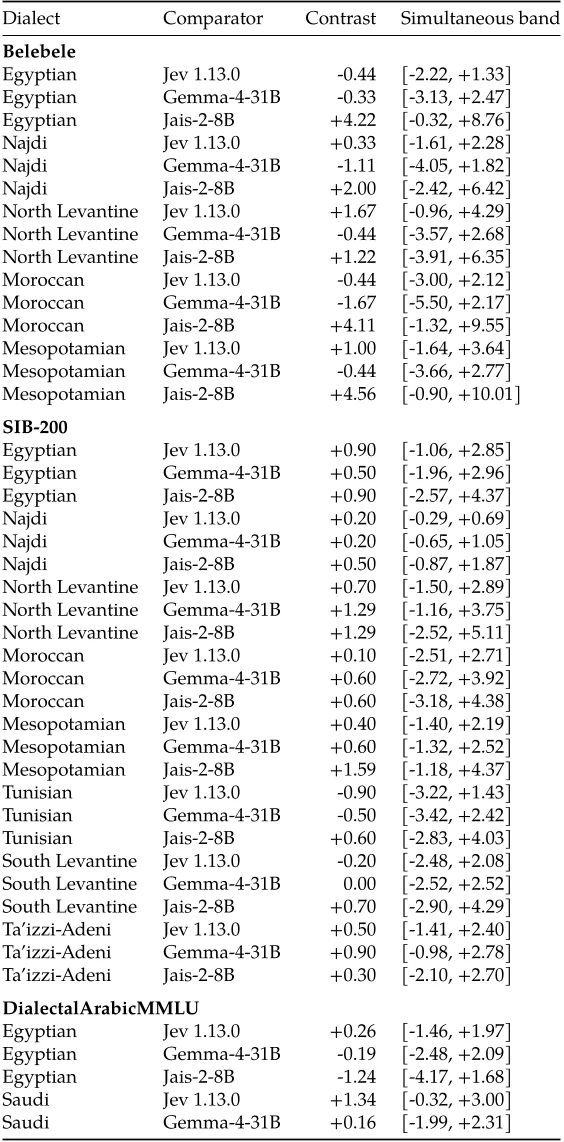 Dialect Comparator Contrast Simultaneous band
Belebele
Egyptian Jev 1.13.0 -0.44 [-2.22, +1.33]
Egyptian Gemma-4-31B -0.33 [-3.13, +2.47]
Egyptian Jais-2-8B +4.22 [-0.32, +8.76]
Najdi Jev 1.13.0 +0.33 [-1.61, +2.28]
Najdi Gemma-4-31B -1.11 [-4.05, +1.82]
Najdi Jais-2-8B +2.00 [-2.42, +6.42]
North Levantine Jev 1.13.0 +1.67 [-0.96, +4.29]
North Levantine Gemma-4-31B -0.44 [-3.57, +2.68]
North Levantine Jais-2-8B +1.22 [-3.91, +6.35]
Moroccan Jev 1.13.0 -0.44 [-3.00, +2.12]
Moroccan Gemma-4-31B -1.67 [-5.50, +2.17]
Moroccan Jais-2-8B +4.11 [-1.32, +9.55]
Mesopotamian Jev 1.13.0 +1.00 [-1.64, +3.64]
Mesopotamian Gemma-4-31B -0.44 [-3.66, +2.77]
Mesopotamian Jais-2-8B +4.56 [-0.90, +10.01]
SIB-200
Egyptian Jev 1.13.0 +0.90 [-1.06, +2.85]
Egyptian Gemma-4-31B +0.50 [-1.96, +2.96]
Egyptian Jais-2-8B +0.90 [-2.57, +4.37]
Najdi Jev 1.13.0 +0.20 [-0.29, +0.69]
Najdi Gemma-4-31B +0.20 [-0.65, +1.05]
Najdi Jais-2-8B +0.50 [-0.87, +1.87]
North Levantine Jev 1.13.0 +0.70 [-1.50, +2.89]
North Levantine Gemma-4-31B +1.29 [-1.16, +3.75]
North Levantine Jais-2-8B +1.29 [-2.52, +5.11]
Moroccan Jev 1.13.0 +0.10 [-2.51, +2.71]
Moroccan Gemma-4-31B +0.60 [-2.72, +3.92]
Moroccan Jais-2-8B +0.60 [-3.18, +4.38]
Mesopotamian Jev 1.13.0 +0.40 [-1.40, +2.19]
Mesopotamian Gemma-4-31B +0.60 [-1.32, +2.52]
Mesopotamian Jais-2-8B +1.59 [-1.18, +4.37]
Tunisian Jev 1.13.0 -0.90 [-3.22, +1.43]
Tunisian Gemma-4-31B -0.50 [-3.42, +2.42]
Tunisian Jais-2-8B +0.60 [-2.83, +4.03]
South Levantine Jev 1.13.0 -0.20 [-2.48, +2.08]
South Levantine Gemma-4-31B 0.00 [-2.52, +2.52]
South Levantine Jais-2-8B +0.70 [-2.90, +4.29]
Ta'izzi-Adeni Jev 1.13.0 +0.50 [-1.41, +2.40]
Ta'izzi-Adeni Gemma-4-31B +0.90 [-0.98, +2.78]
Ta'izzi-Adeni Jais-2-8B +0.30 [-2.10, +2.70]
DialectalArabicMMLU
Egyptian Jev 1.13.0 +0.26 [-1.46, +1.97]
Egyptian Gemma-4-31B -0.19 [-2.48, +2.09]
Egyptian Jais-2-8B -1.24 [-4.17, +1.68]
Saudi Jev 1.13.0 +1.34 [-0.32, +3.00]
Saudi Gemma-4-31B +0.16 [-1.99, +2.31]